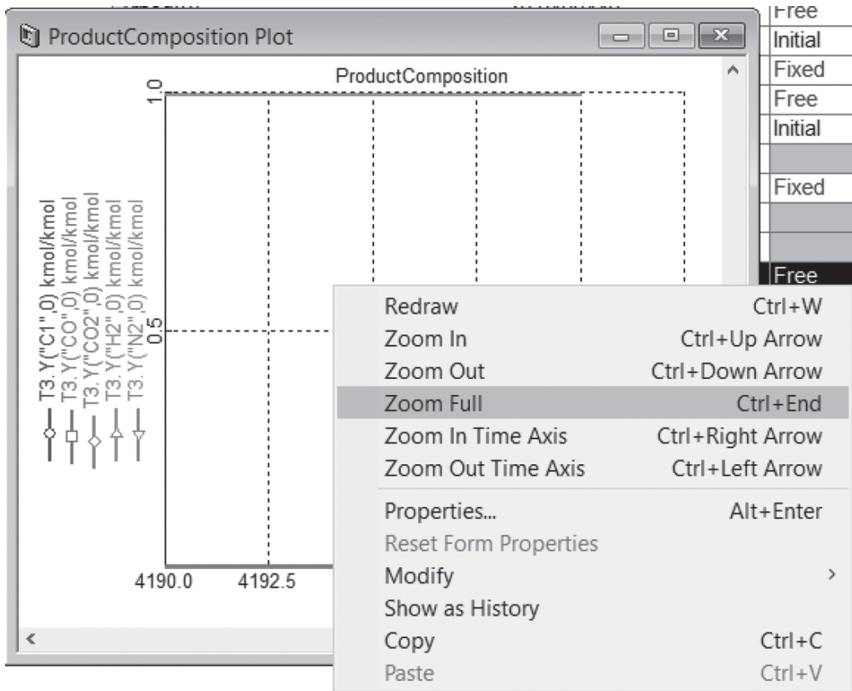 ProductComposition Plot
Free
Initial
Fixed
Free
Initial
Fixed
Free
ProductComposition
1.0
0.5
T3.Y("C1",0) kmol/kmol
T3.Y("CO",0) kmol/kmol
T3.Y("CO2",0) kmol/kmol
T3.Y("H2",0) kmol/kmol
T3.Y("N2",0) kmol/kmol
4190.0 4192.5
Redraw Ctrl+W
Zoom In Ctrl+Up Arrow
Zoom Out Ctrl+Down Arrow
Zoom Full Ctrl+End
Zoom In Time Axis Ctrl+Right Arrow
Zoom Out Time Axis Ctrl+Left Arrow
Properties... Alt+Enter
Reset Form Properties
Modify >
Show as History
Copy Ctrl+C
Paste Ctrl+V